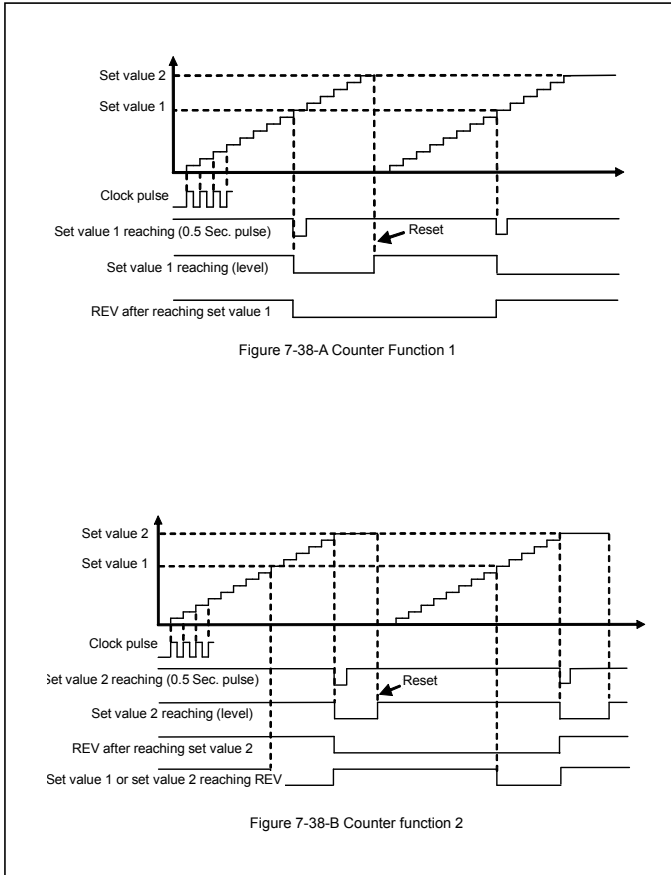 Set value 2
Set value 1
Clock pulse
Set value 1 reaching (0.5 Sec. pulse)
Reset
Set value 1 reaching (level)
REV after reaching set value 1
Figure 7-38-A Counter Function 1
Set value 2
Set value 1
Clock pulse
Set value 2 reaching (0.5 Sec. pulse)
Reset
Set value 2 reaching (level)
REV after reaching set value 2
Set value 1 or set value 2 reaching REV
Figure 7-38-B Counter function 2